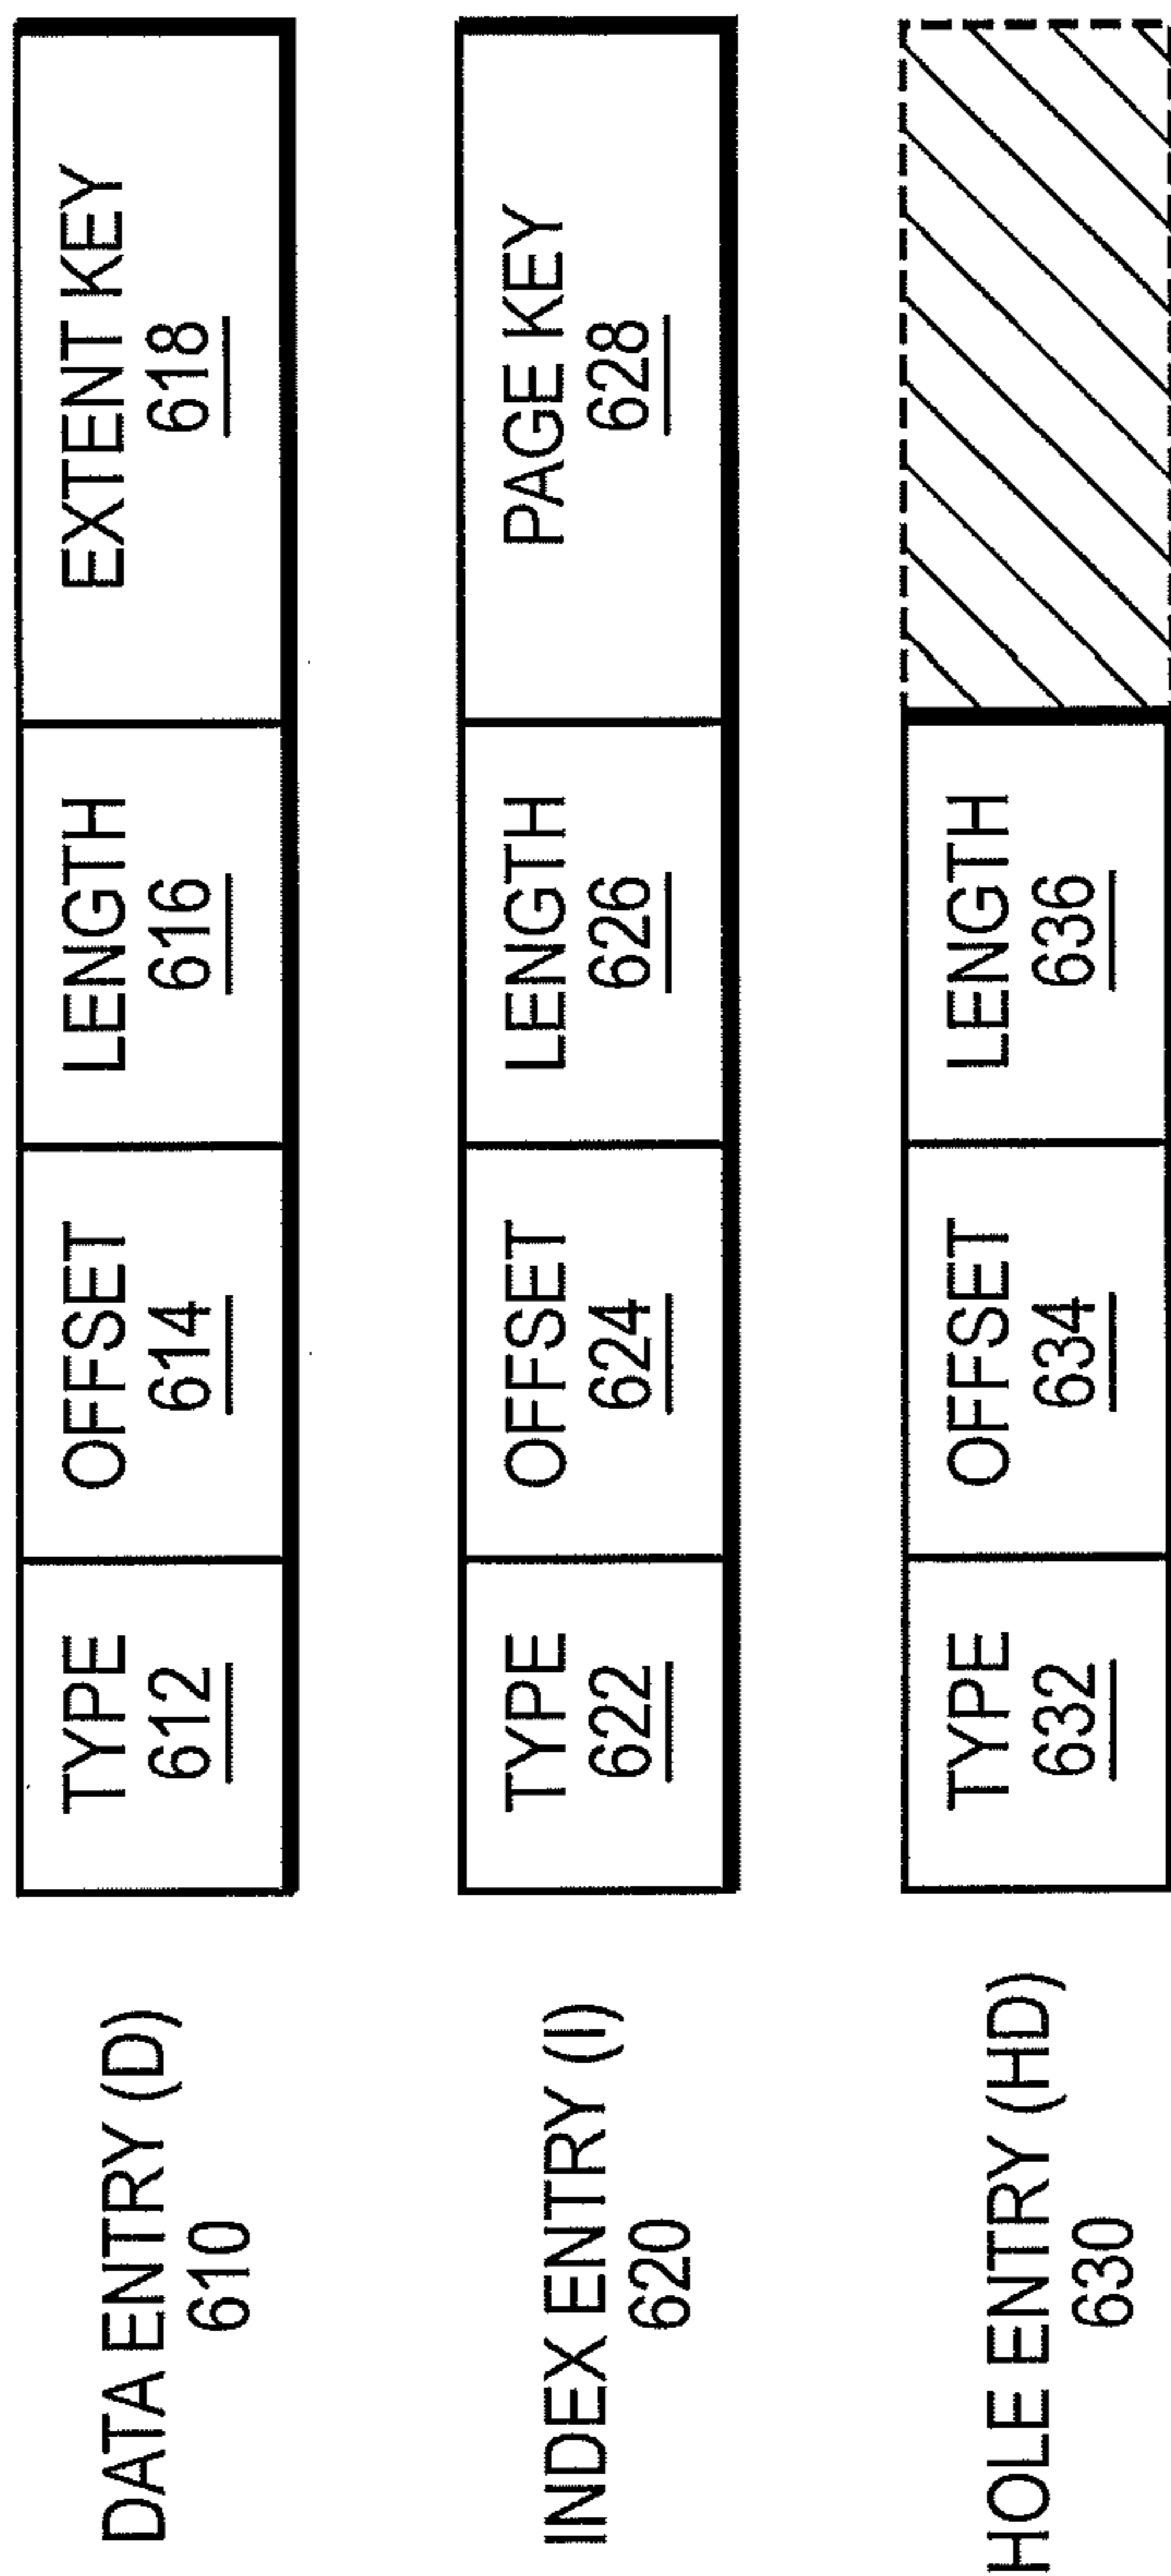 DATA ENTRY (D)
610
TYPE
612
OFFSET
614
LENGTH
616
EXTENT KEY
618
INDEX ENTRY (I)
620
TYPE
622
OFFSET
624
LENGTH
626
PAGE KEY
628
HOLE ENTRY (HD)
630
TYPE
632
OFFSET
634
LENGTH
636